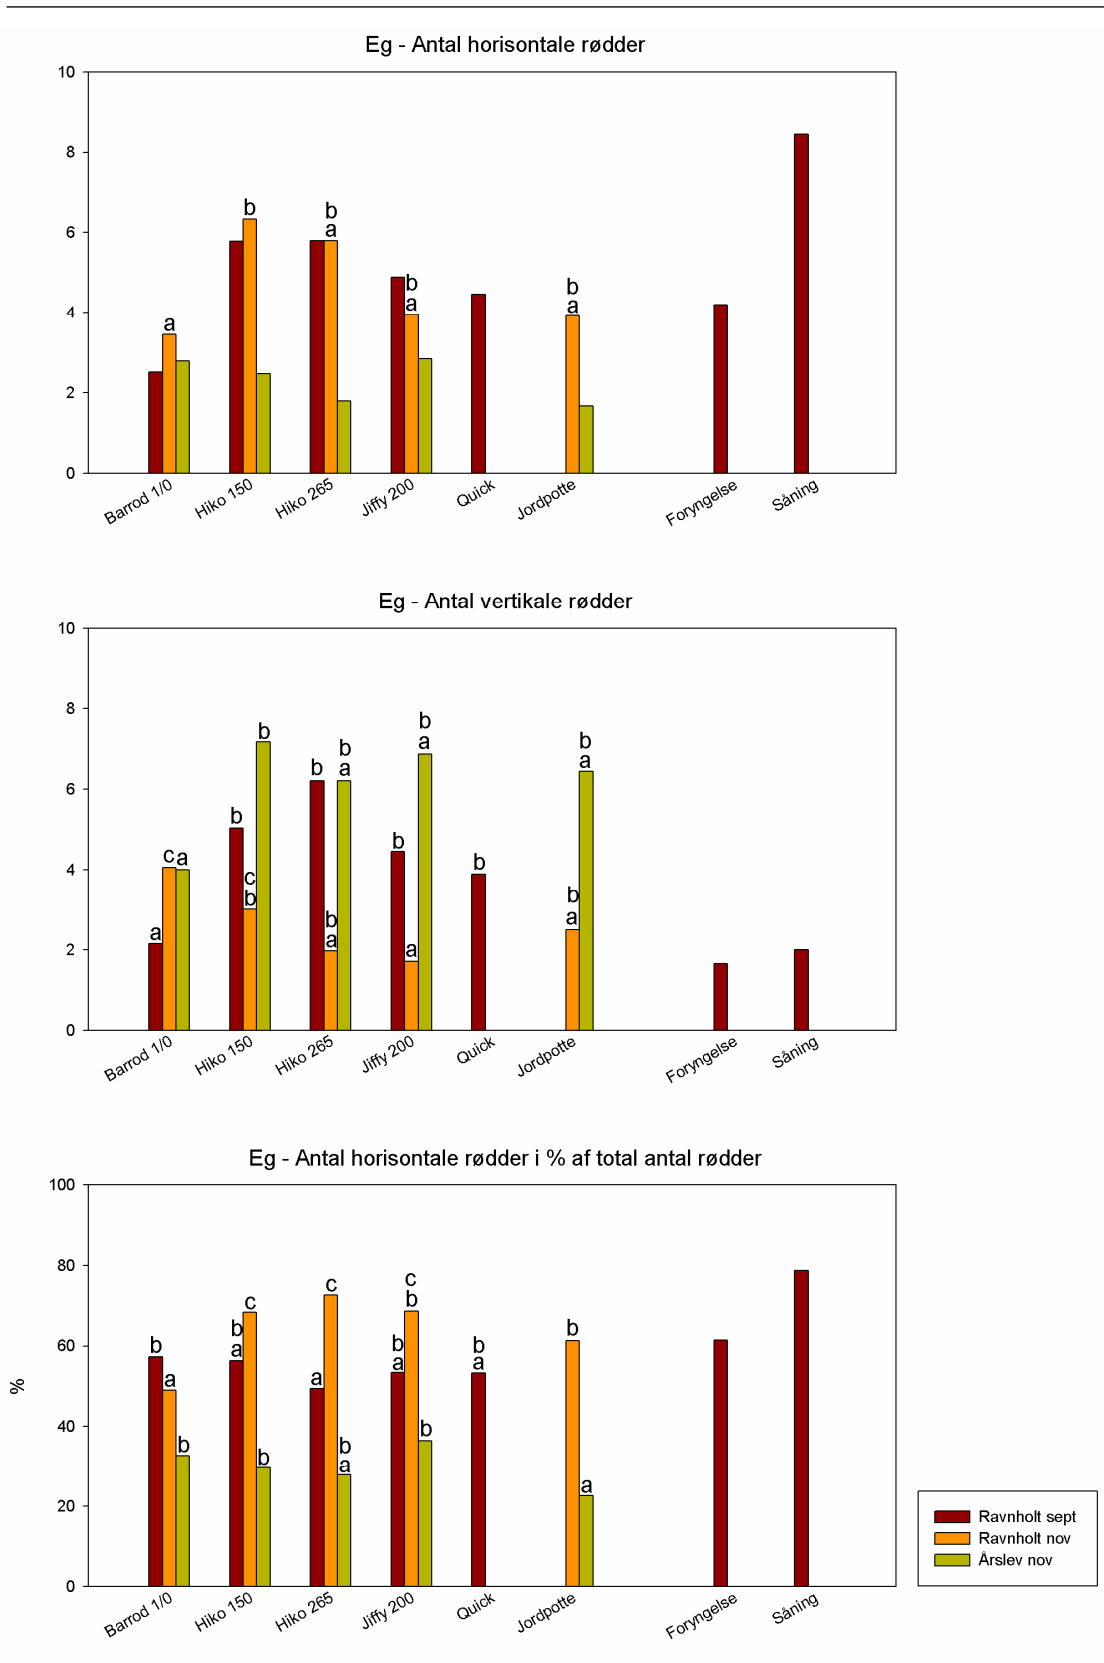 Eg - Antal horisontale rødder
10
8
6
4
2
0
b
b
a
b
a
b
a
a
Barrod 1/0 Hiko 150 Hiko 265 Jiffy 200 Quick Jordpotte Foryngelse Såning
Eg - Antal vertikale rødder
10
8
6
4
2
0
a
c a
b
c
b
b
b
b
a
b
a
b
a
b
a
b
b
a
b
a
Barrod 1/0 Hiko 150 Hiko 265 Jiffy 200 Quick Jordpotte Foryngelse Såning
Eg - Antal horisontale rødder i % af total antal rødder
100
80
60
40
20
0
%
b
a
b
b
a
c
b
a
c
b
a
b
a
c
b
b
b
a
b
a
Barrod 1/0 Hiko 150 Hiko 265 Jiffy 200 Quick Jordpotte Foryngelse Såning
Ravnholt sept
Ravnholt nov
Årslev nov